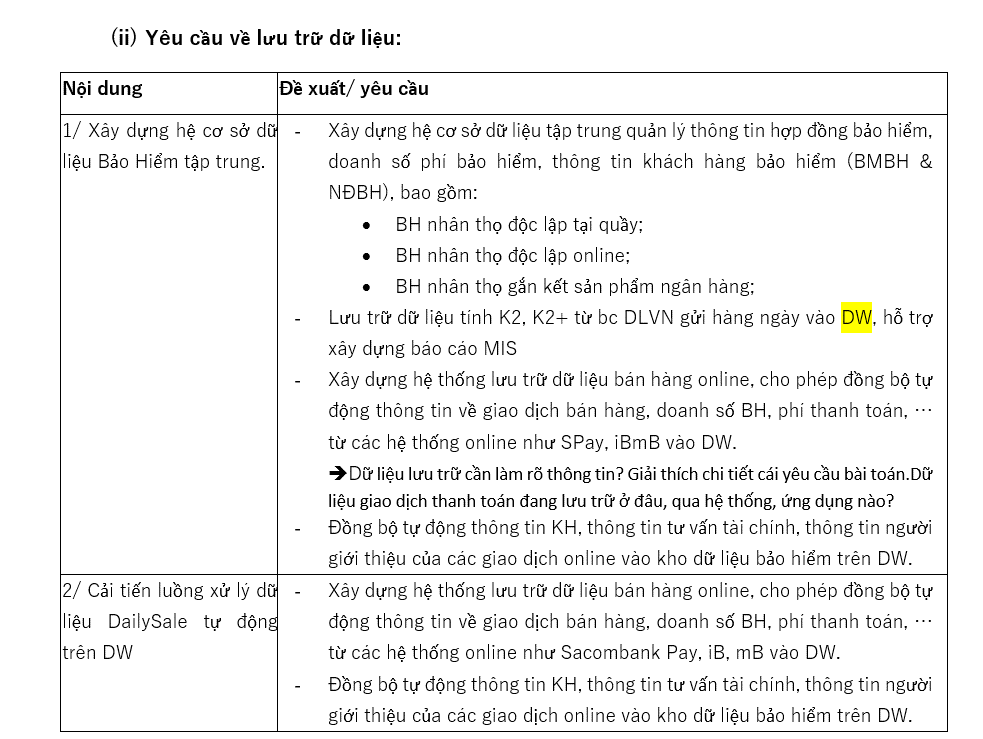 (ii) Yêu cầu về lưu trữ dữ liệu:
Nội dung
Đề xuất/ yêu cầu
1/ Xây dựng hệ cơ sở dữ
liệu Bảo Hiểm tập trung.
- Xây dựng hệ cơ sở dữ liệu tập trung quản lý thông tin hợp đồng bảo hiểm,
doanh số phí bảo hiểm, thông tin khách hàng bảo hiểm (BMBH &
NĐBH), bao gồm:
• BH nhân thọ độc lập tại quầy;
• BH nhân thọ độc lập online;
• BH nhân thọ gắn kết sản phẩm ngân hàng;
- Lưu trữ dữ liệu tính K2, K2+ từ bc DLVN gửi hàng ngày vào DW, hỗ trợ
xây dựng báo cáo MIS
- Xây dựng hệ thống lưu trữ dữ liệu bán hàng online, cho phép đồng bộ tự
động thông tin về giao dịch bán hàng, doanh số BH, phí thanh toán, …
từ các hệ thống online như SPay, iBmB vào DW.
➔Dữ liệu lưu trữ cần làm rõ thông tin? Giải thích chi tiết cái yêu cầu bài toán.Dữ
liệu giao dịch thanh toán đang lưu trữ ở đâu, qua hệ thống, ứng dụng nào?
- Đồng bộ tự động thông tin KH, thông tin tư vấn tài chính, thông tin người
giới thiệu của các giao dịch online vào kho dữ liệu bảo hiểm trên DW.
2/ Cải tiến luồng xử lý dữ
liệu DailySale tự động
trên DW
- Xây dựng hệ thống lưu trữ dữ liệu bán hàng online, cho phép đồng bộ tự
động thông tin về giao dịch bán hàng, doanh số BH, phí thanh toán, …
từ các hệ thống online như Sacombank Pay, iB, mB vào DW.
- Đồng bộ tự động thông tin KH, thông tin tư vấn tài chính, thông tin người
giới thiệu của các giao dịch online vào kho dữ liệu bảo hiểm trên DW.